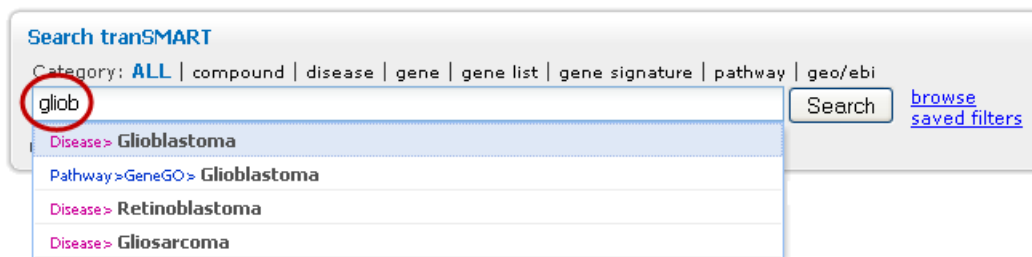 Search tranSMART
Category: ALL | compound | disease | gene | gene list | gene signature | pathway | geo/ebi
gliob Search browse
saved filters
Disease> Glioblastoma
Pathway>GeneGO> Glioblastoma
Disease> Retinoblastoma
Disease> Gliosarcoma